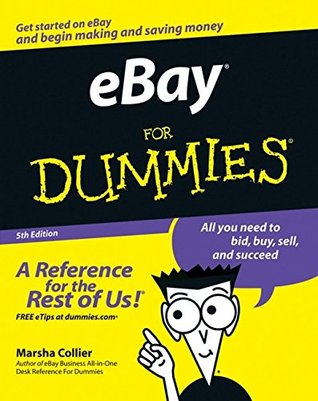 Get started on eBay
and begin making and saving money
eBay®
FOR
DUMMIES®
5th Edition
All you need to
bid, buy, sell,
and succeed
A Reference
for the
Rest of Us!®
FREE eTips at dummies.com®
Marsha Collier
Author of eBay Business All-in-One
Desk Reference For Dummies